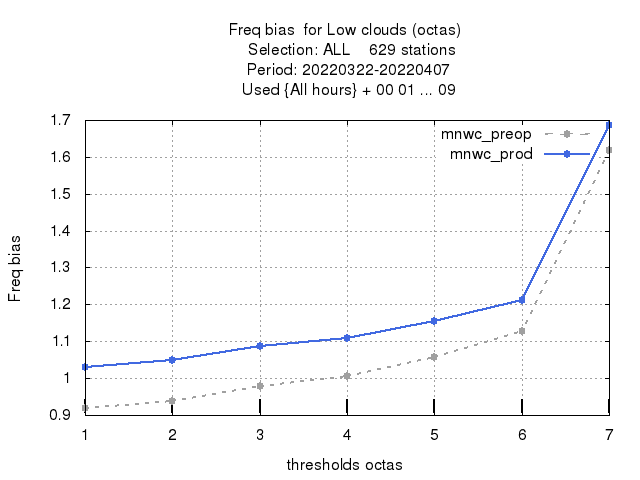 Freq bias  for Low clouds (octas)
Selection: ALL    629 stations
Period: 20220322-20220407
Used {All hours} + 00 01 ... 09
1.7
mnwc_preop
mnwc_prod
1.6
1.5
1.4
1.3
1.2
1.1
1
0.9
Freq bias
1 2 3 4 5 6 7
thresholds octas